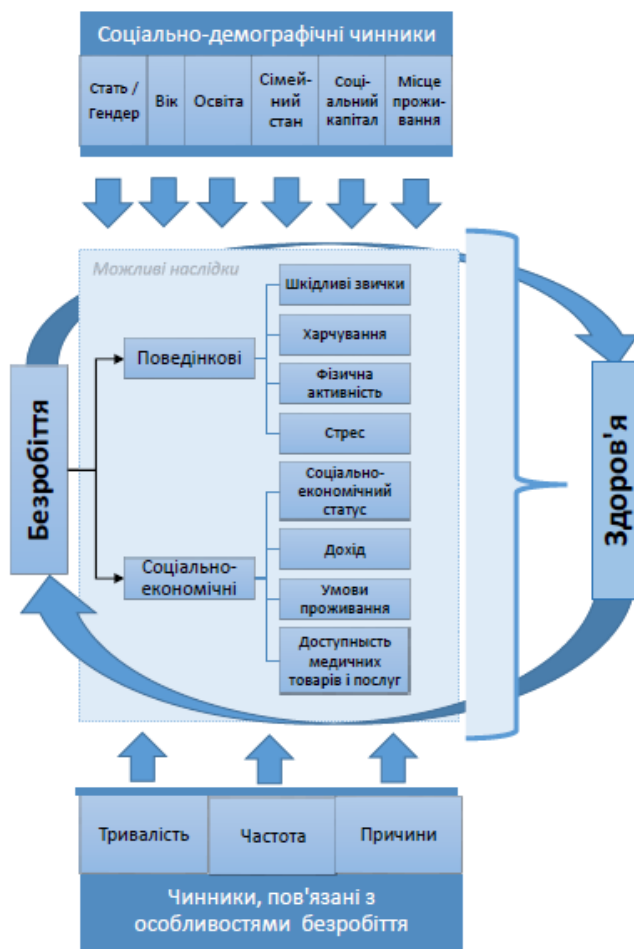 Соціально-демографічні чинники
Стать /
Гендер
Вік
Освіта
Сімей-
ний
стан
Соці-
альний
капітал
Місце
прожи-
вання
Можливі наслідки
Безробіття
Поведінкові
Шкідливі звички
Харчування
Фізична
активність
Стрес
Соціально-
економічні
Соціально-
економічний
статус
Дохід
Умови
проживання
Доступнысть
медичних
товарів і послуг
Здоров'я
Тривалість
Частота
Причини
Чинники, пов'язані з
особливостями безробіття